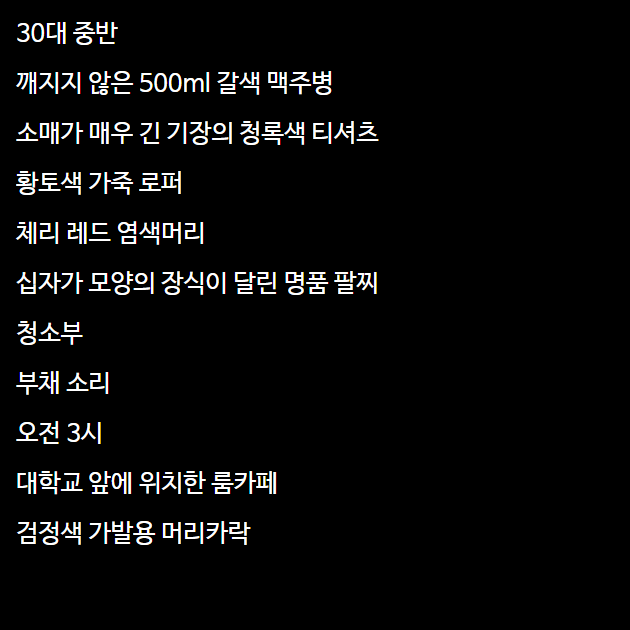 30대 중반
깨지지 않은 500ml 갈색 맥주병
소매가 매우 긴 기장의 청록색 티셔츠
황토색 가죽 로퍼
체리 레드 염색머리
십자가 모양의 장식이 달린 명품 팔찌
청소부
부채 소리
오전 3시
대학교 앞에 위치한 룸카페
검정색 가발용 머리카락